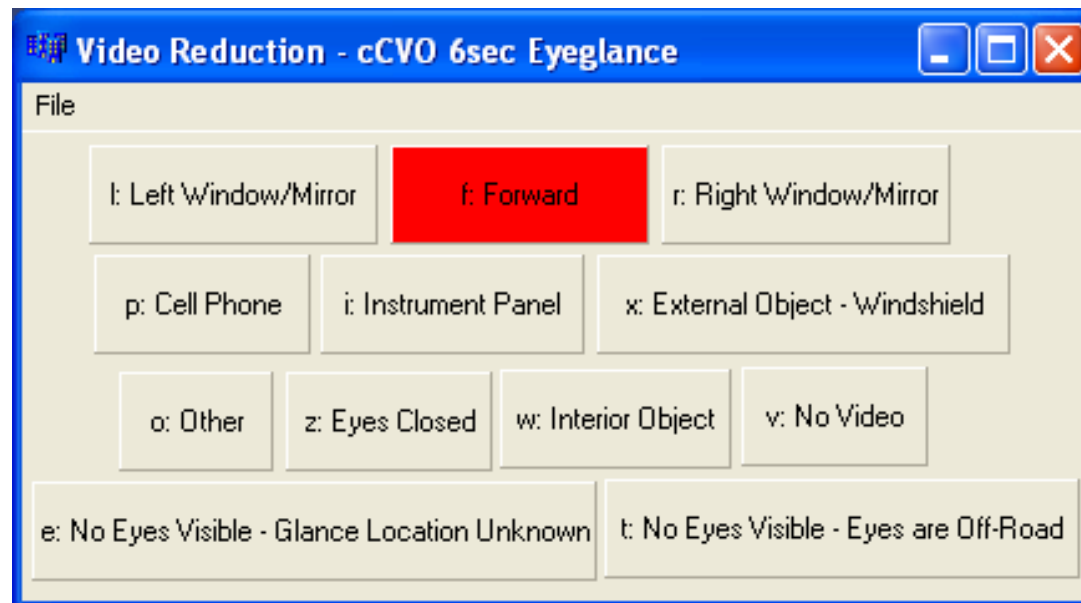 Video Reduction - cCVO 6sec Eyeglance
File
l: Left Window/Mirror
f: Forward
r: Right Window/Mirror
p: Cell Phone
i: Instrument Panel
x: External Object - Windshield
o: Other
z: Eyes Closed
w: Interior Object
v: No Video
e: No Eyes Visible - Glance Location Unknown
t: No Eyes Visible - Eyes are Off-Road